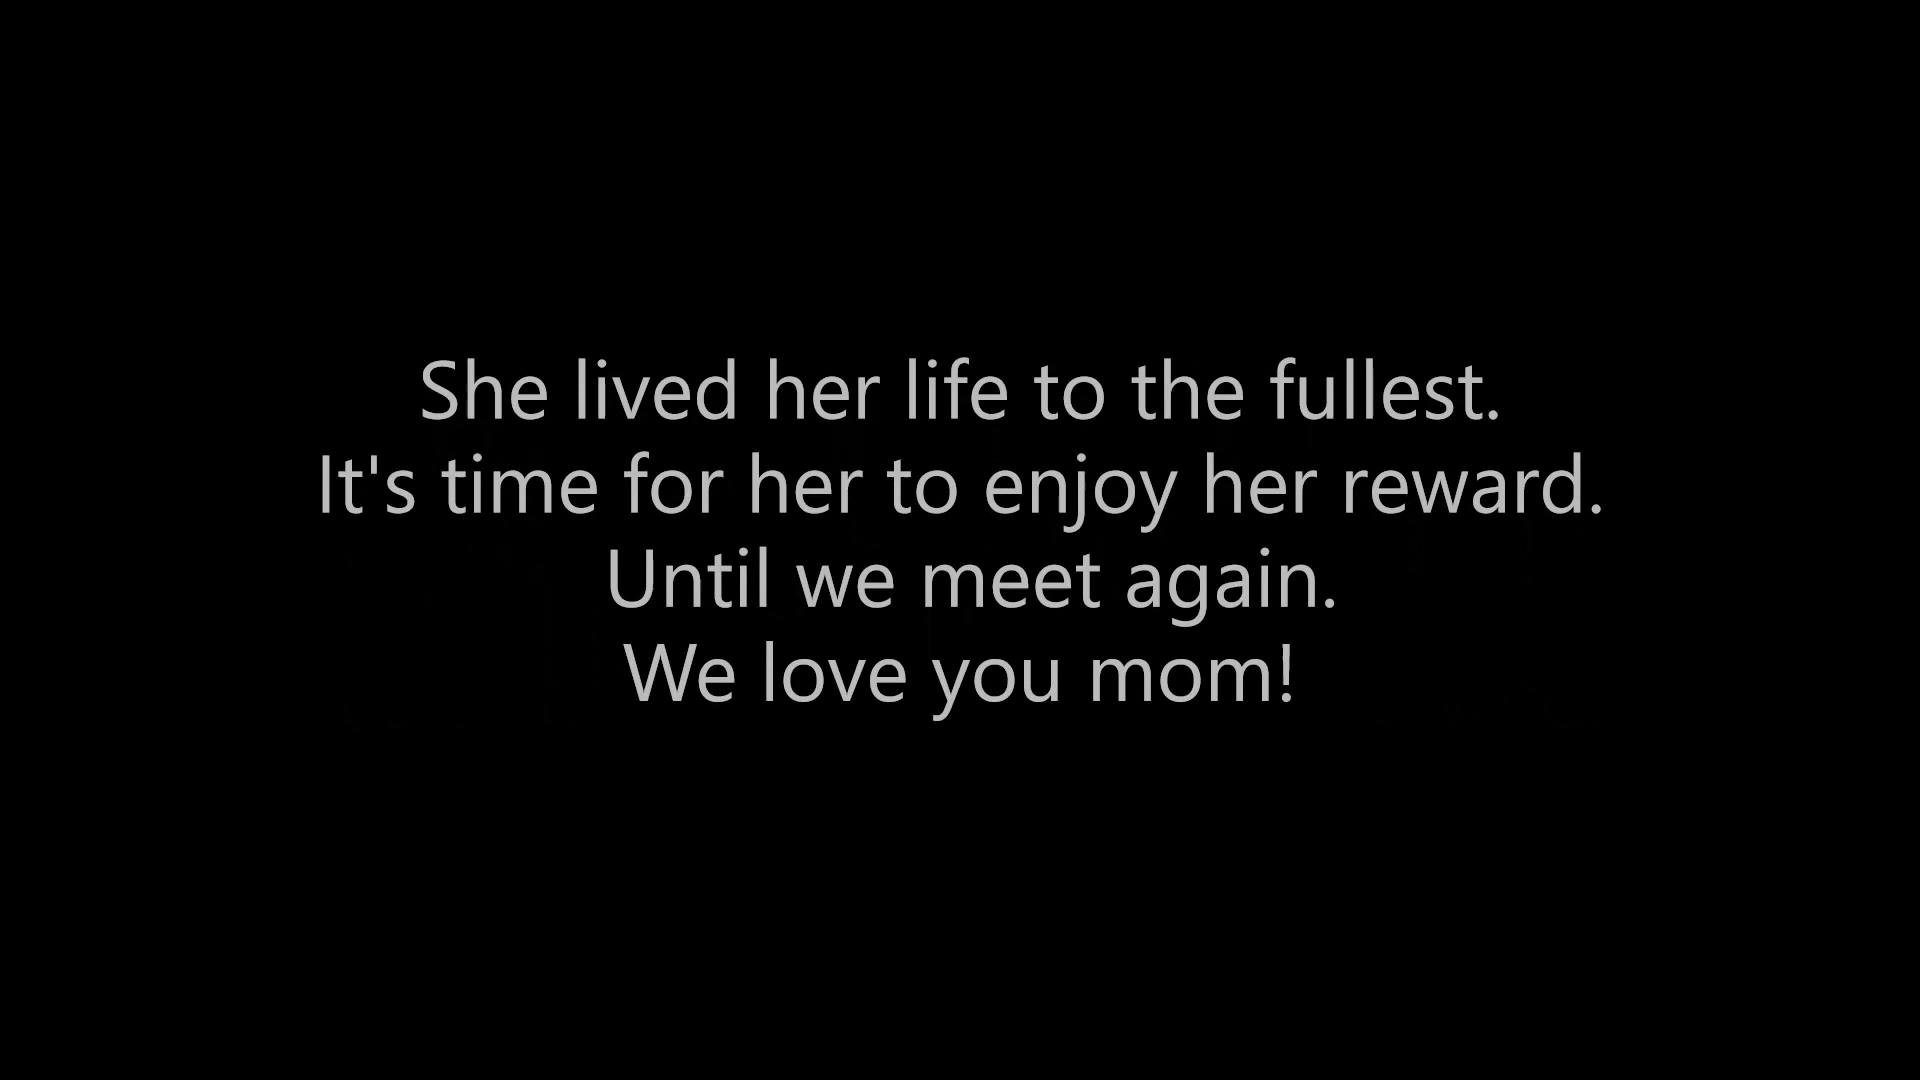 She lived her life to the fullest.
It's time for her to enjoy her reward.
Until we meet again.
We love you mom!